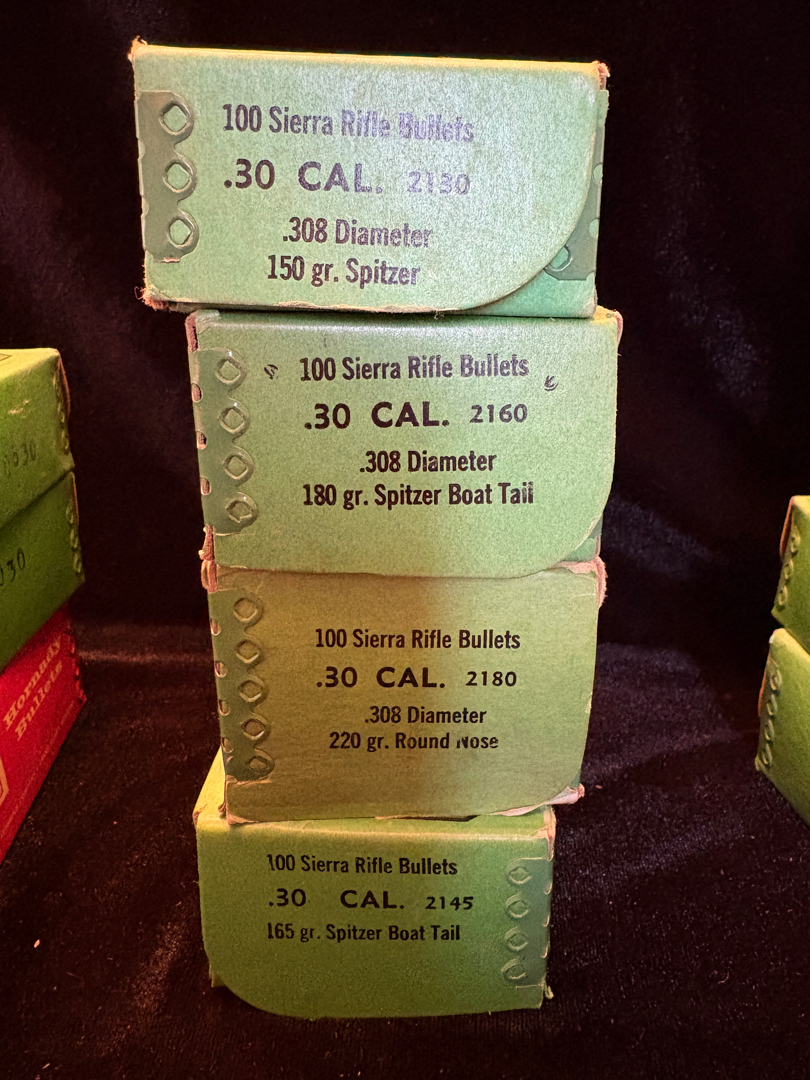 100 Sierra Rifle Bullets
.30 CAL. 2130
.308 Diameter
150 gr. Spitzer
100 Sierra Rifle Bullets
.30 CAL. 2160
.308 Diameter
180 gr. Spitzer Boat Tail
100 Sierra Rifle Bullets
.30 CAL. 2180
.308 Diameter
220 gr. Round Nose
100 Sierra Rifle Bullets
.30 CAL. 2145
165 gr. Spitzer Boat Tail
Hornady
Bullets